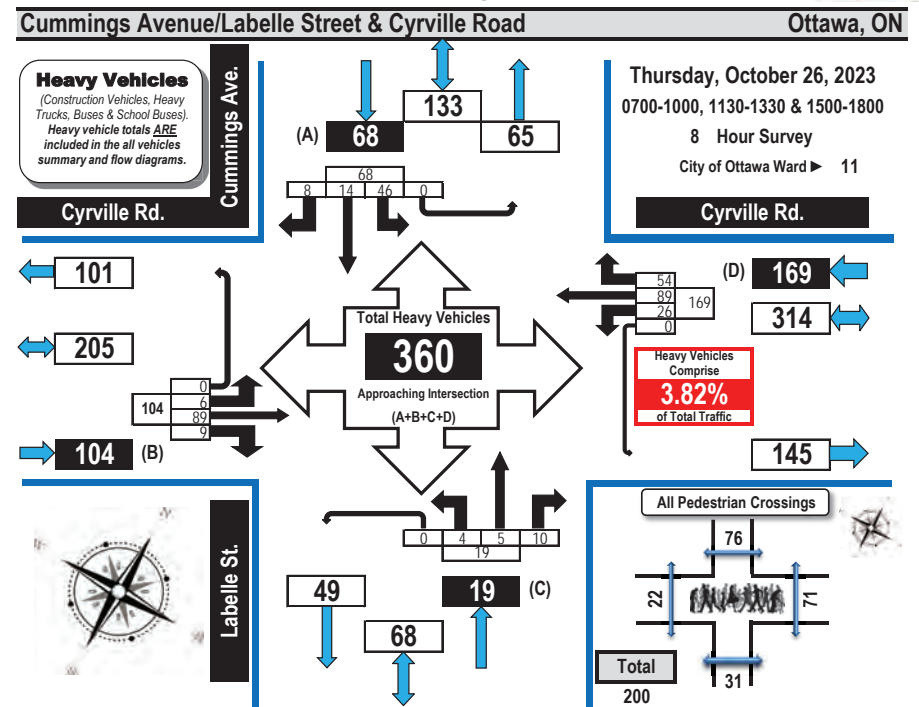 Cummings Avenue/Labelle Street & Cyrville Road
Ottawa, ON
Heavy Vehicles
(Construction Vehicles, Heavy
Trucks, Buses & School Buses).
Heavy vehicle totals ARE
included in the all vehicles
summary and flow diagrams.
Cummings Ave.
Cyrville Rd.
133
(A)
68
65
68
8
14
46
0
Thursday, October 26, 2023
0700-1000, 1130-1330 & 1500-1800
8 Hour Survey
City of Ottawa Ward ► 11
Cyrville Rd.
101
205
104
0
6
89
9
104
(B)
Total Heavy Vehicles
360
Approaching Intersection
(A+B+C+D)
54
89
26
0
169
(D)
169
314
Heavy Vehicles
Comprise
3.82%
of Total Traffic
145
Labelle St.
0
4
5
10
19
49
19
(C)
68
All Pedestrian Crossings
76
22
71
31
Total
200